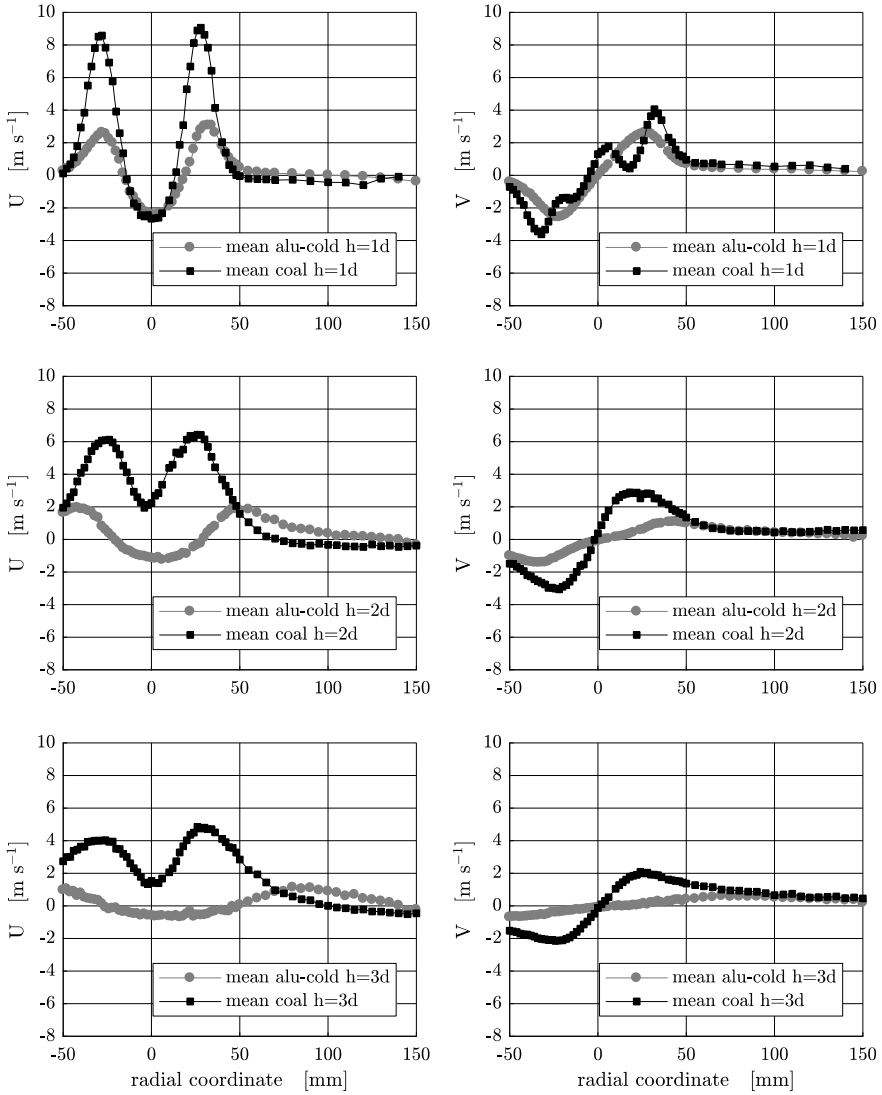 10
8
6
4
2
0
-2
-4
-6
-8
U [m s⁻¹]
-50 0 50 100 150
mean alu-cold h=1d
mean coal h=1d
10
8
6
4
2
0
-2
-4
-6
-8
V [m s⁻¹]
-50 0 50 100 150
mean alu-cold h=1d
mean coal h=1d
10
8
6
4
2
0
-2
-4
-6
-8
U [m s⁻¹]
-50 0 50 100 150
mean alu-cold h=2d
mean coal h=2d
10
8
6
4
2
0
-2
-4
-6
-8
V [m s⁻¹]
-50 0 50 100 150
mean alu-cold h=2d
mean coal h=2d
10
8
6
4
2
0
-2
-4
-6
-8
U [m s⁻¹]
-50 0 50 100 150
mean alu-cold h=3d
mean coal h=3d
radial coordinate [mm]
10
8
6
4
2
0
-2
-4
-6
-8
V [m s⁻¹]
-50 0 50 100 150
mean alu-cold h=3d
mean coal h=3d
radial coordinate [mm]